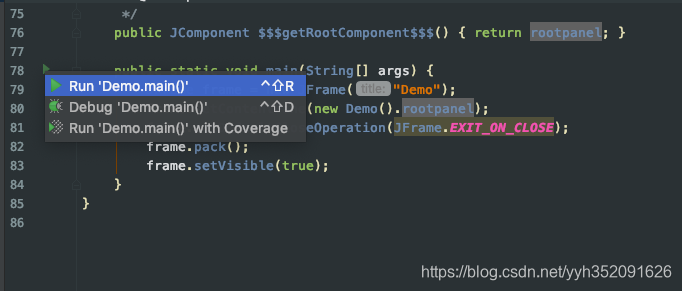 75 */
76 public JComponent $$$getRootComponent$$$() { return rootpanel; }
77
78 public static void main(String[] args) {
79 Frame( title: "Demo");
80 (new Demo().rootpanel);
81 eOperation(JFrame.EXIT_ON_CLOSE);
82 frame.pack();
83 frame.setVisible(true);
84 }
85 }
86
Run 'Demo.main()' ^⇧R
Debug 'Demo.main()' ^⇧D
Run 'Demo.main()' with Coverage
https://blog.csdn.net/yyh352091626